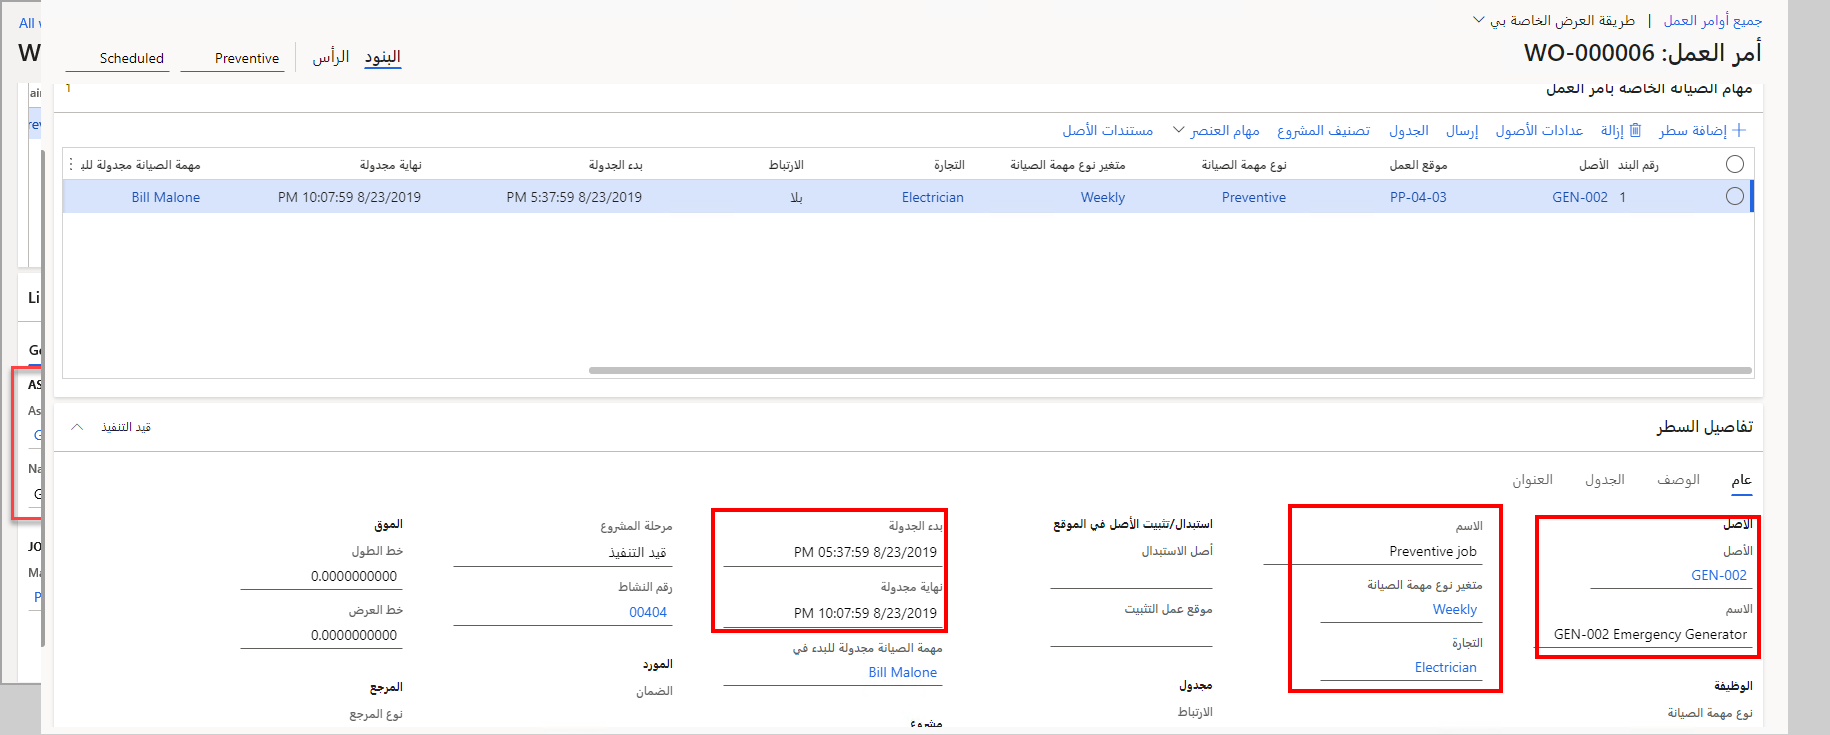 جميع أوامر العمل | طريقة العرض الخاصة بي
أمر العمل: WO-000006
البنود الرأس Preventive Scheduled
مهام الصيانة الخاصة بأمر العمل 1
إضافة سطر إزالة عدادات الأصول إرسال الجدول تصنيف المشروع مهام العنصر مستندات الأصل
رقم البند الأصل موقع العمل نوع مهمة الصيانة متغير نوع مهمة الصيانة التجارة الارتباط بدء الجدولة نهاية مجدولة مهمة الصيانة مجدولة للب
1 GEN-002 PP-04-03 Preventive Weekly Electrician بلا 8/23/2019 5:37:59 PM 8/23/2019 10:07:59 PM Bill Malone
تفاصيل السطر قيد التنفيذ
عام الوصف الجدول العنوان
الأصل
الأصل
GEN-002
الاسم
GEN-002 Emergency Generator
الوظيفة
نوع مهمة الصيانة
الاسم
Preventive job
متغير نوع مهمة الصيانة
Weekly
التجارة
Electrician
استبدال/تثبيت الأصل في الموقع
أصل الاستبدال
موقع عمل التثبيت
مجدول
الارتباط
بدء الجدولة
8/23/2019 05:37:59 PM
نهاية مجدولة
8/23/2019 10:07:59 PM
مهمة الصيانة مجدولة للبدء في
Bill Malone
مشروع
مرحلة المشروع
قيد التنفيذ
رقم النشاط
00404
المورد
الضمان
الموق
خط الطول
0.0000000000
خط العرض
0.0000000000
المرجع
نوع المرجع
All
W
Li
AS
As
G
Na
G
JO
Ma
P